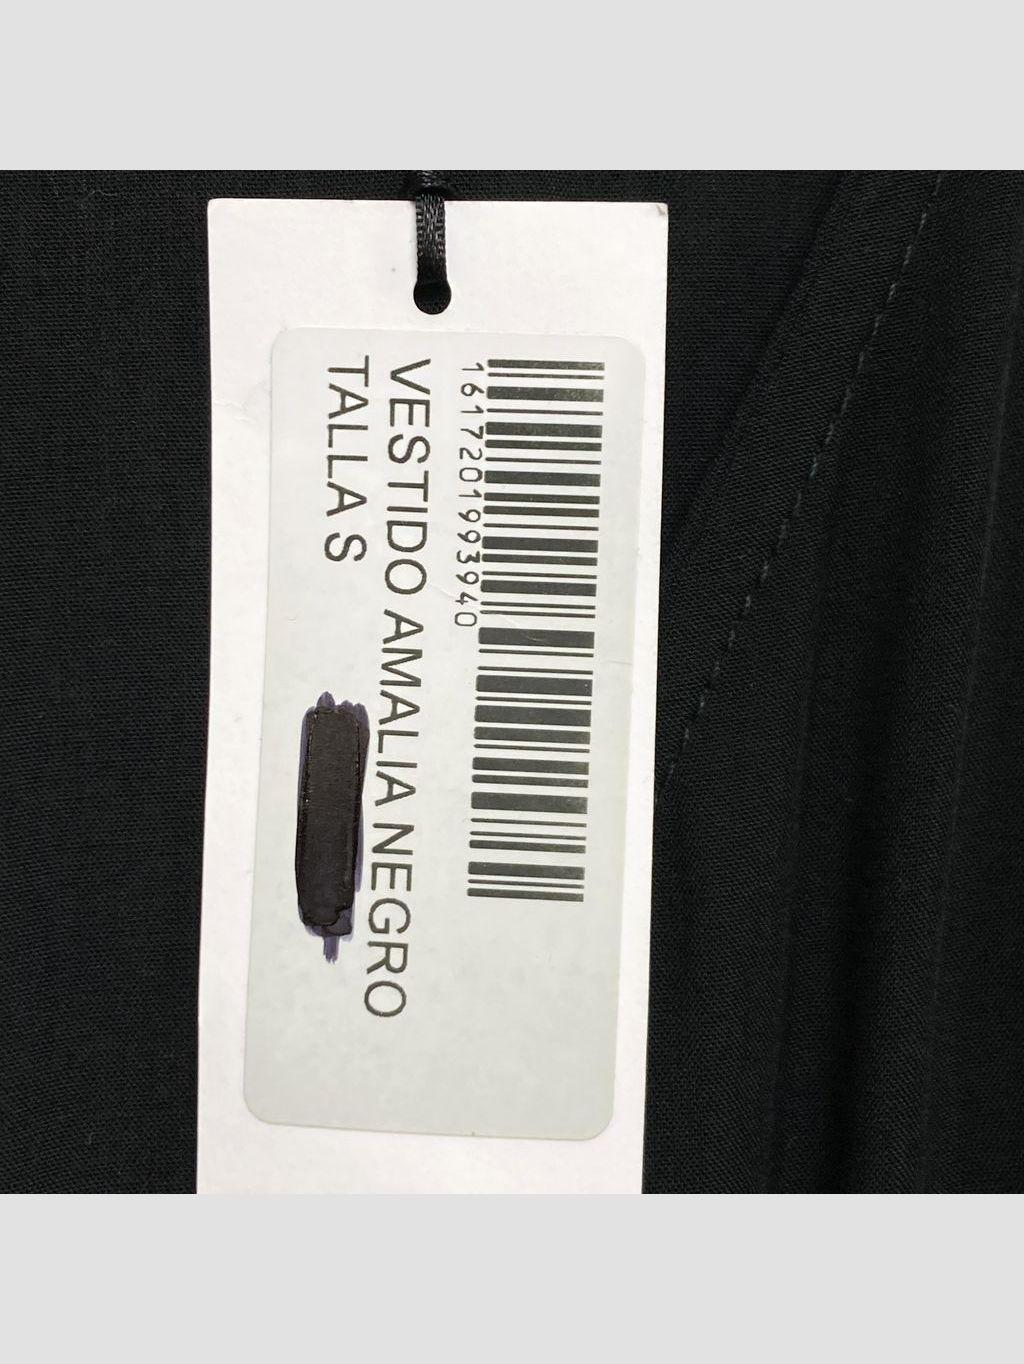 1617201993940
VESTIDO AMALIA NEGRO
TALLA S